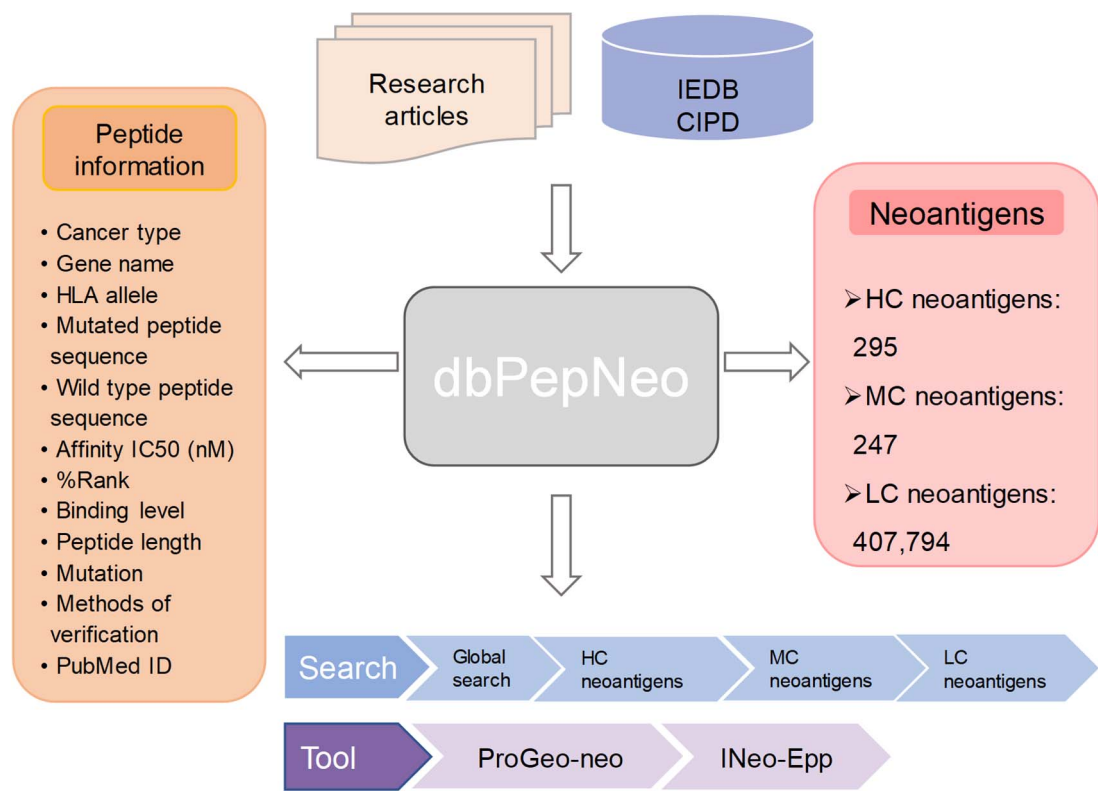 Research
articles
IEDB
CIPD
Peptide
information
• Cancer type
• Gene name
• HLA allele
• Mutated peptide
sequence
• Wild type peptide
sequence
• Affinity IC50 (nM)
• %Rank
• Binding level
• Peptide length
• Mutation
• Methods of
verification
• PubMed ID
dbPepNeo
Neoantigens
➢HC neoantigens:
295
➢MC neoantigens:
247
➢LC neoantigens:
407,794
Search
Global
search
HC
neoantigens
MC
neoantigens
LC
neoantigens
Tool
ProGeo-neo
INeo-Epp